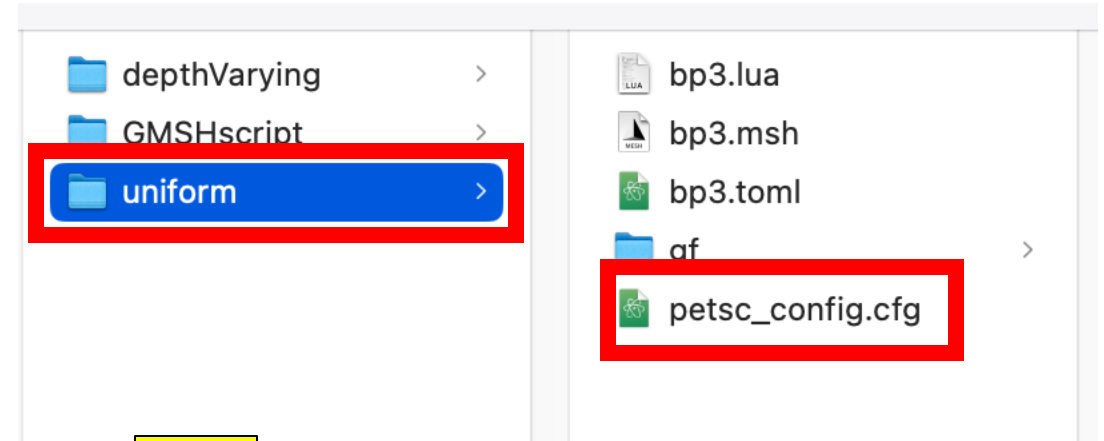 depthVarying
GMSHscript
uniform
bp3.lua
bp3.msh
bp3.toml
gf
petsc_config.cfg
LUA
MESH